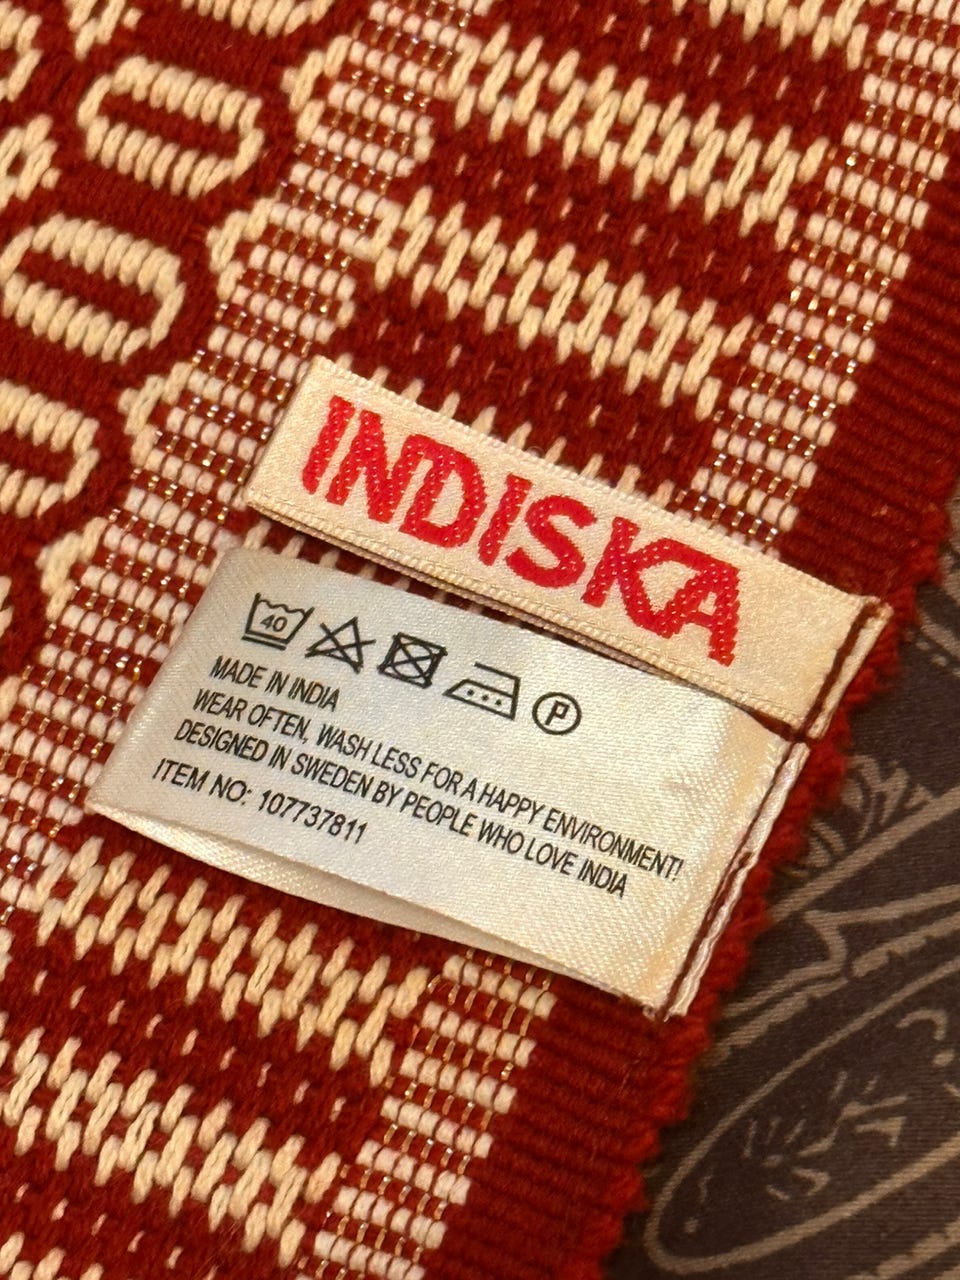 INDISKA
40
P
MADE IN INDIA
WEAR OFTEN, WASH LESS FOR A HAPPY ENVIRONMENT!
DESIGNED IN SWEDEN BY PEOPLE WHO LOVE INDIA
ITEM NO: 107737811